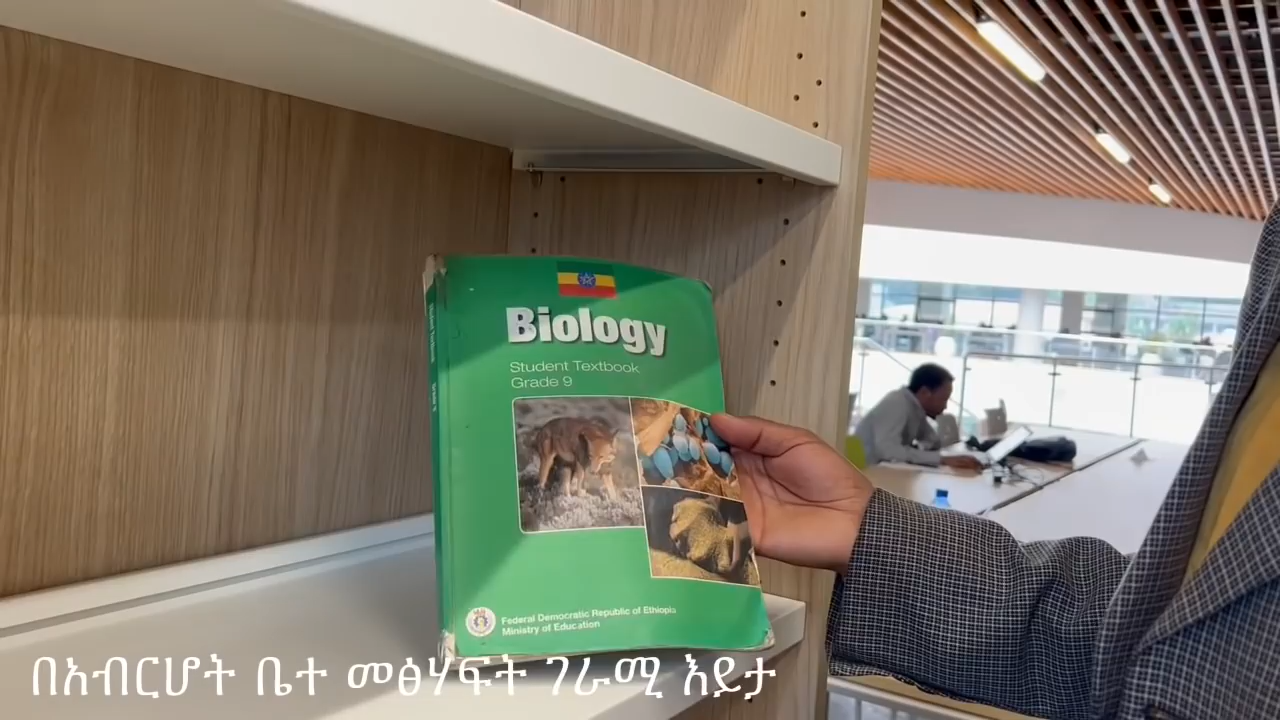 Biology
Student Textbook
Grade 9
Federal Democratic Republic of Ethiopia
Ministry of Education
በአብርሆት ቤተ መፅሃፍት ገራሚ እይታ